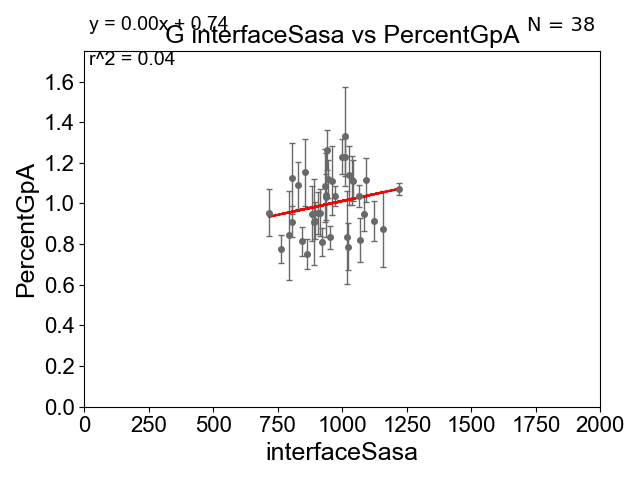 y = 0.00x + 0.74
N = 38
G interfaceSasa vs PercentGpA
r^2 = 0.04
1.6
1.4
1.2
1.0
0.8
0.6
0.4
0.2
0.0
PercentGpA
0 250 500 750 1000 1250 1500 1750 2000
interfaceSasa